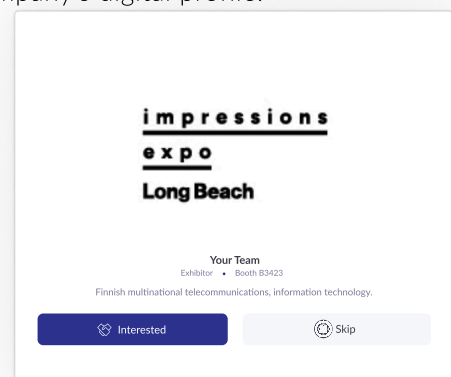 impressions
expo
Long Beach
Your Team
Exhibitor • Booth B3423
Finnish multinational telecommunications, information technology.
Interested
Skip